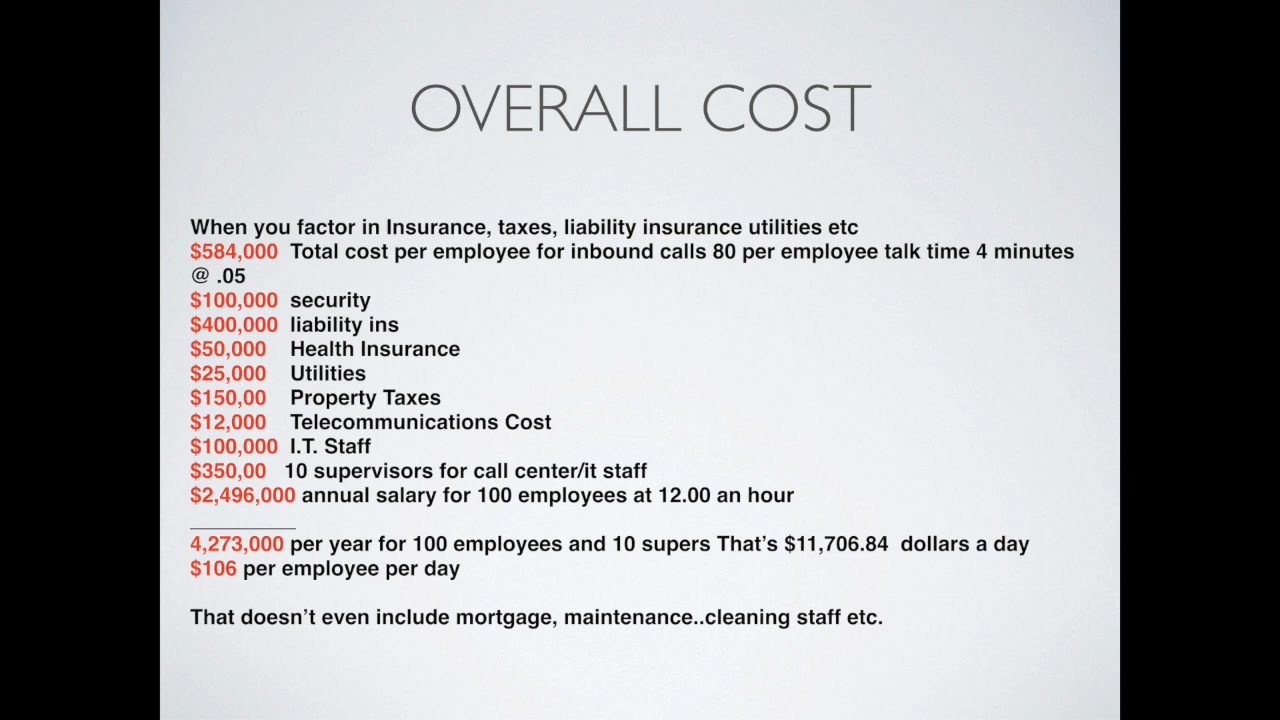 OVERALL COST
When you factor in Insurance, taxes, liability insurance utilities etc
$584,000 Total cost per employee for inbound calls 80 per employee talk time 4 minutes
@ .05
$100,000 security
$400,000 liability ins
$50,000 Health Insurance
$25,000 Utilities
$150,00 Property Taxes
$12,000 Telecommunications Cost
$100,000 I.T. Staff
$350,00 10 supervisors for call center/it staff
$2,496,000 annual salary for 100 employees at 12.00 an hour
4,273,000 per year for 100 employees and 10 supers That’s $11,706.84 dollars a day
$106 per employee per day
That doesn’t even include mortgage, maintenance..cleaning staff etc.